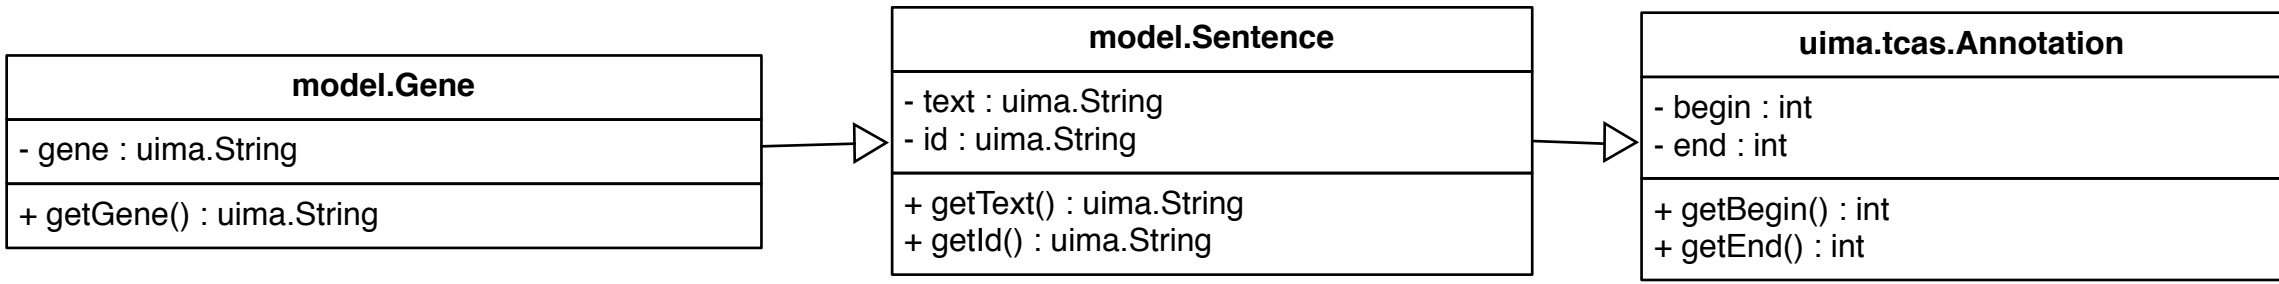 model.Gene
- gene : uima.String
+ getGene() : uima.String
model.Sentence
- text : uima.String
- id : uima.String
+ getText() : uima.String
+ getId() : uima.String
uima.tcas.Annotation
- begin : int
- end : int
+ getBegin() : int
+ getEnd() : int